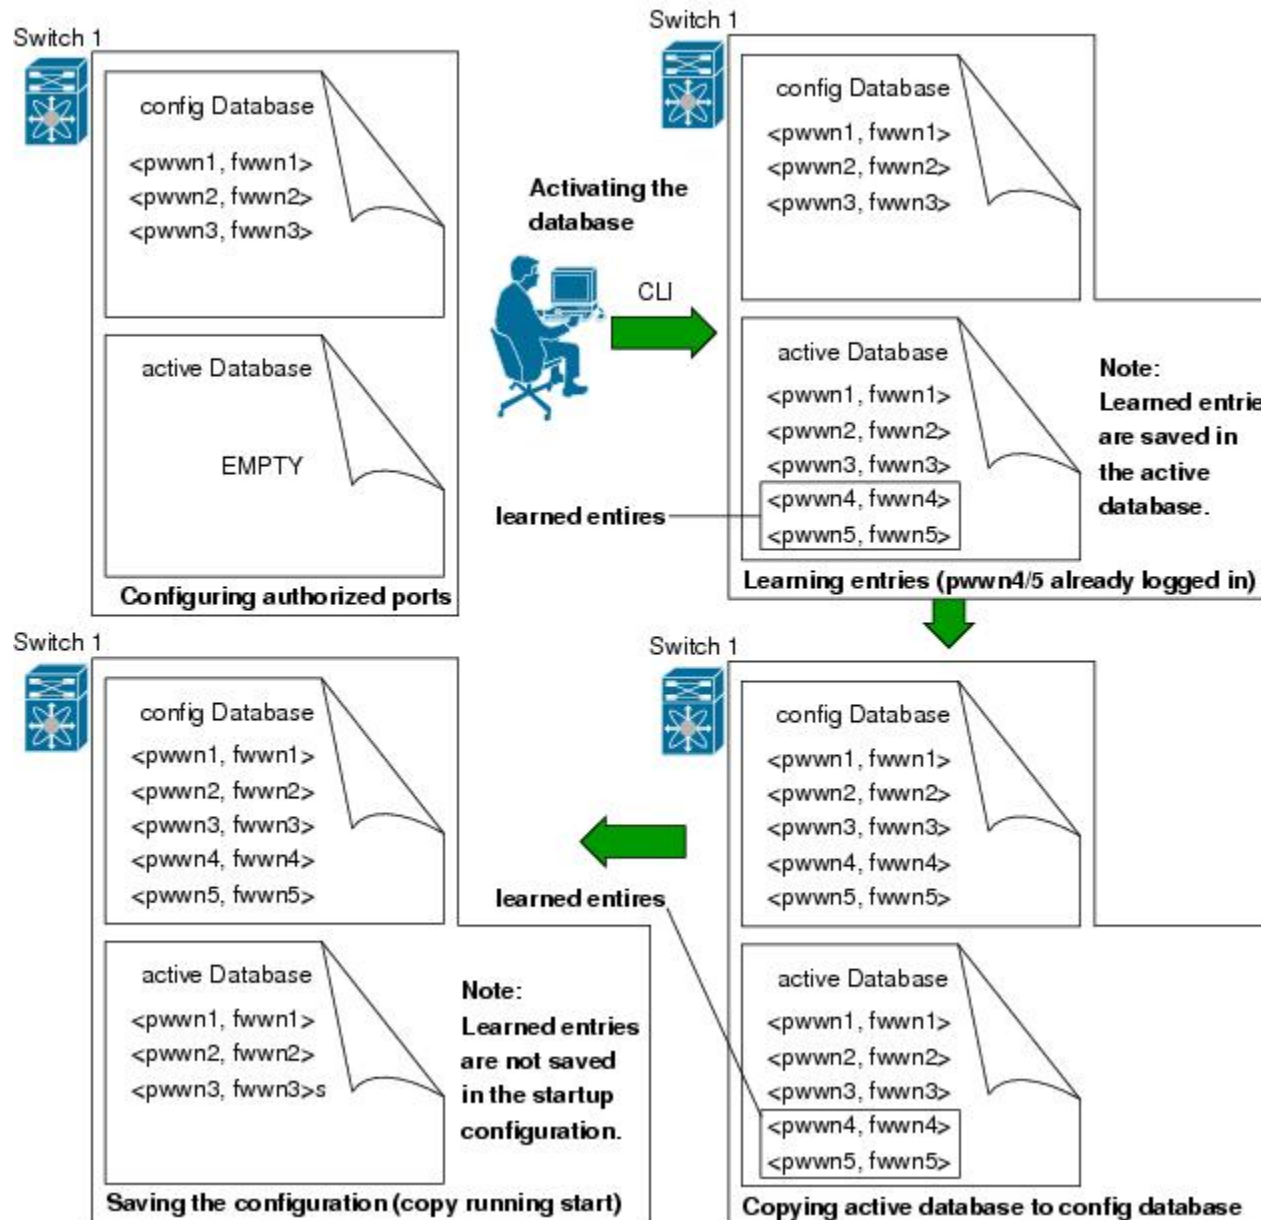 Switch 1
config Database
<pwwn1, fwwn1>
<pwwn2, fwwn2>
<pwwn3, fwwn3>
active Database
EMPTY
Configuring authorized ports
Activating the
database
CLI
Switch 1
config Database
<pwwn1, fwwn1>
<pwwn2, fwwn2>
<pwwn3, fwwn3>
active Database
<pwwn1, fwwn1>
<pwwn2, fwwn2>
<pwwn3, fwwn3>
<pwwn4, fwwn4>
<pwwn5, fwwn5>
learned entires
Note:
Learned entrie
are saved in
the active
database.
Learning entries (pwwn4/5 already logged in)
Switch 1
config Database
<pwwn1, fwwn1>
<pwwn2, fwwn2>
<pwwn3, fwwn3>
<pwwn4, fwwn4>
<pwwn5, fwwn5>
active Database
<pwwn1, fwwn1>
<pwwn2, fwwn2>
<pwwn3, fwwn3>s
Note:
Learned entries
are not saved
in the startup
configuration.
Saving the configuration (copy running start)
learned entires
Switch 1
config Database
<pwwn1, fwwn1>
<pwwn2, fwwn2>
<pwwn3, fwwn3>
<pwwn4, fwwn4>
<pwwn5, fwwn5>
active Database
<pwwn1, fwwn1>
<pwwn2, fwwn2>
<pwwn3, fwwn3>
<pwwn4, fwwn4>
<pwwn5, fwwn5>
Copying active database to config database